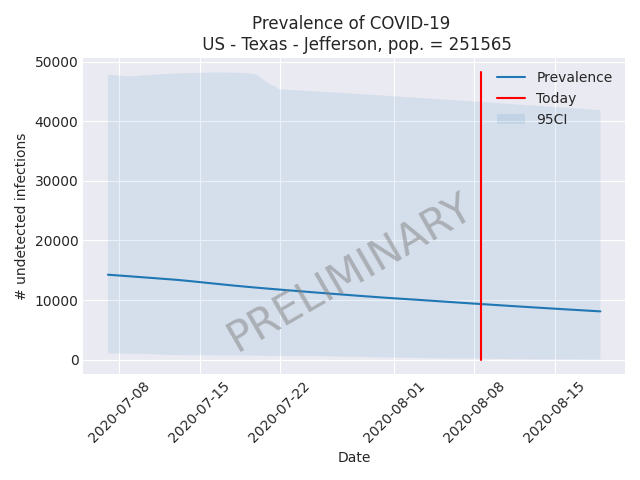 Prevalence of COVID-19
US - Texas - Jefferson, pop. = 251565
50000
40000
30000
20000
10000
0
# undetected infections
Prevalence
Today
95CI
PRELIMINARY
2020-07-08
2020-07-15
2020-07-22
2020-08-01
2020-08-08
2020-08-15
Date